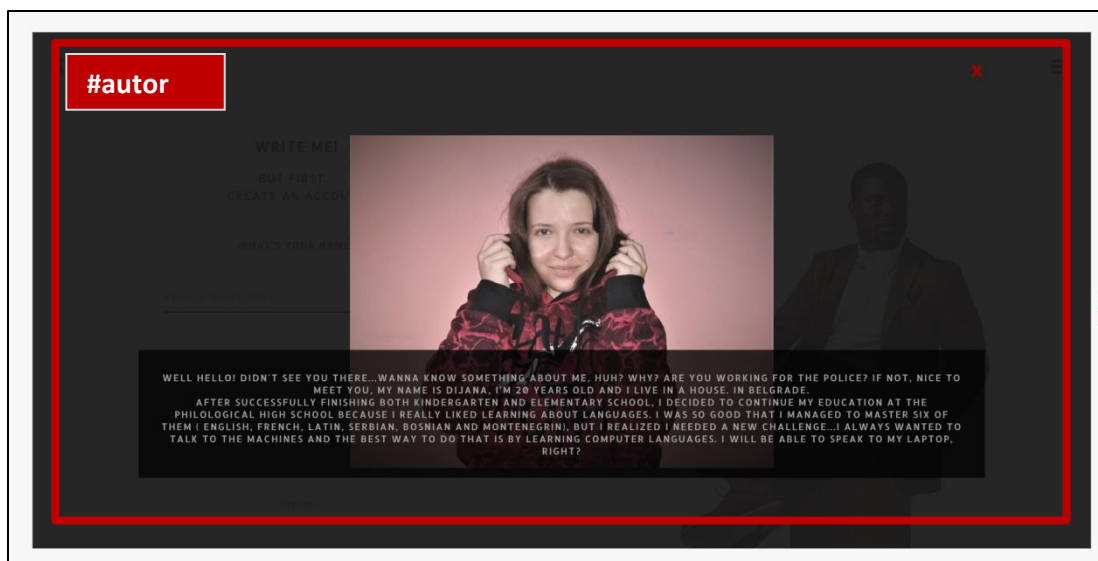 #autor
X
WRITE ME!
BUT FIRST..
CREATE AN ACCOU
WHAT'S YOUR NAME
WELL HELLO! DIDN'T SEE YOU THERE...WANNA KNOW SOMETHING ABOUT ME, HUH? WHY? ARE YOU WORKING FOR THE POLICE? IF NOT, NICE TO
MEET YOU, MY NAME IS DIJANA, I'M 20 YEARS OLD AND I LIVE IN A HOUSE. IN BELGRADE.
AFTER SUCCESSFULLY FINISHING BOTH KINDERGARTEN AND ELEMENTARY SCHOOL, I DECIDED TO CONTINUE MY EDUCATION AT THE
PHILOLOGICAL HIGH SCHOOL BECAUSE I REALLY LIKED LEARNING ABOUT LANGUAGES. I WAS SO GOOD THAT I MANAGED TO MASTER SIX OF
THEM ( ENGLISH, FRENCH, LATIN, SERBIAN, BOSNIAN AND MONTENEGRIN), BUT I REALIZED I NEEDED A NEW CHALLENGE...I ALWAYS WANTED TO
TALK TO THE MACHINES AND THE BEST WAY TO DO THAT IS BY LEARNING COMPUTER LANGUAGES. I WILL BE ABLE TO SPEAK TO MY LAPTOP,
RIGHT?
Create